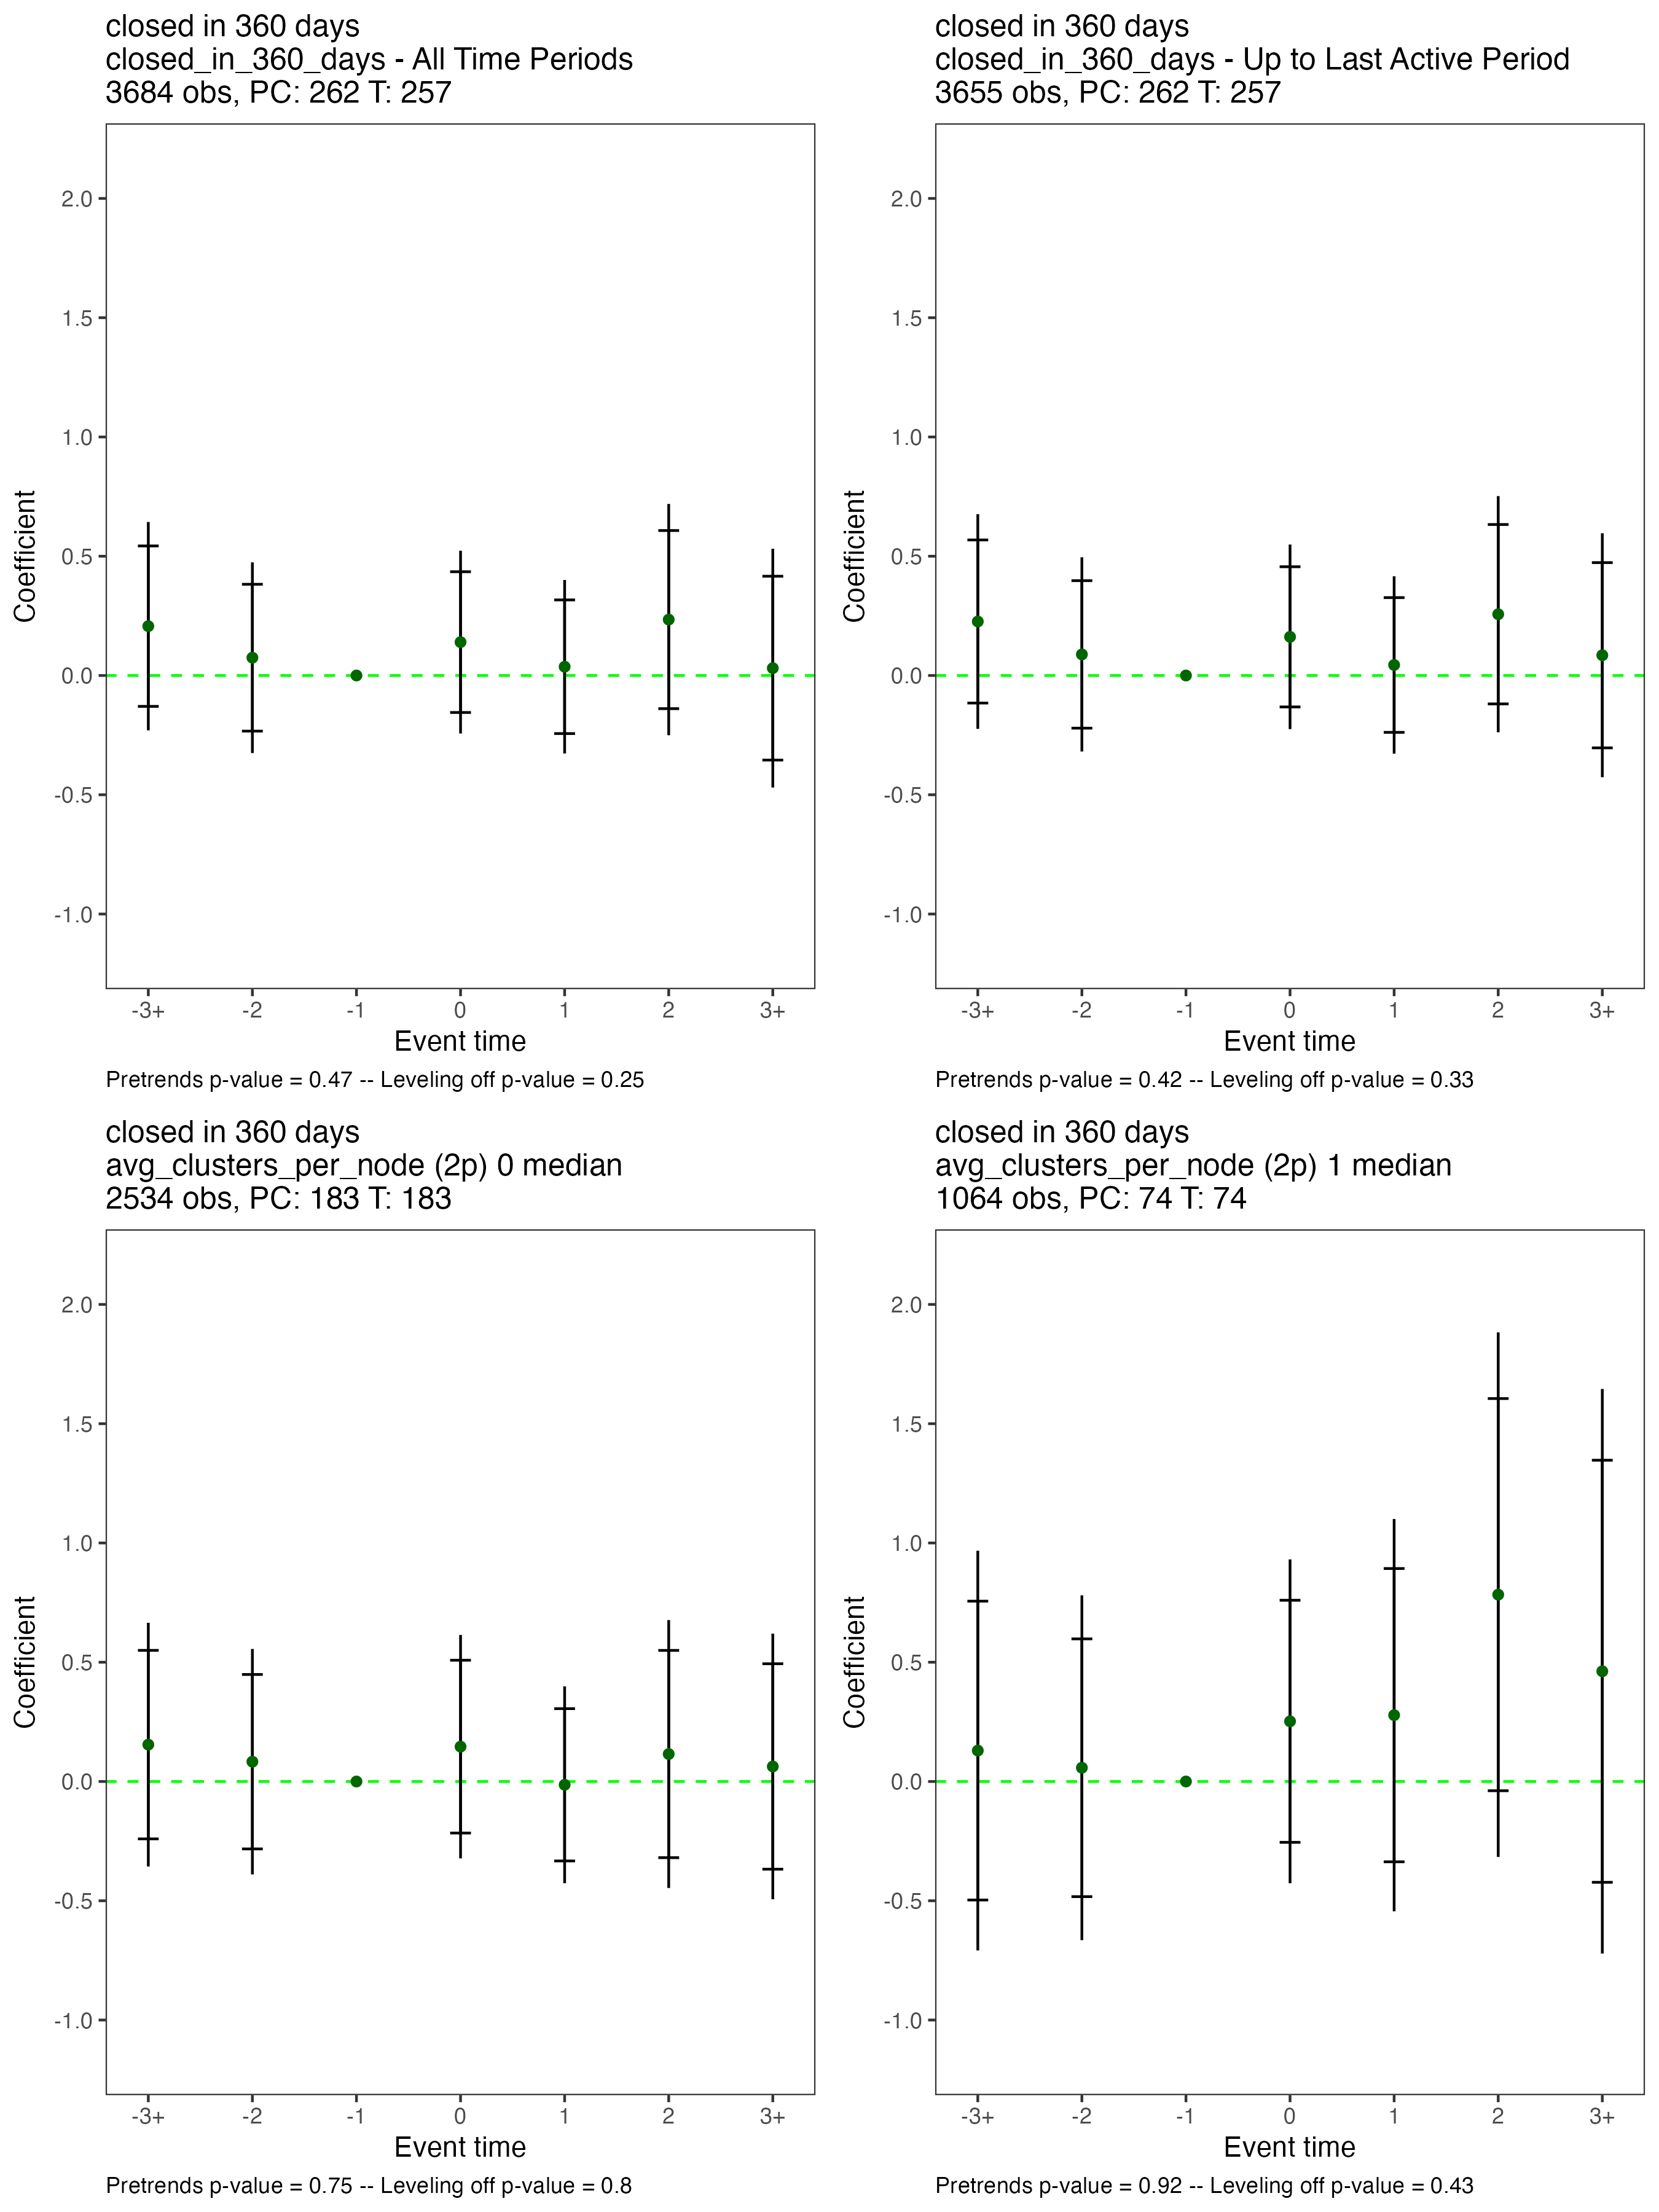 closed in 360 days
closed_in_360_days - All Time Periods
3684 obs, PC: 262 T: 257
2.0
1.5
1.0
0.5
0.0
-0.5
-1.0
Coefficient
-3+ -2 -1 0 1 2 3+
Event time
Pretrends p-value = 0.47 -- Leveling off p-value = 0.25
closed in 360 days
closed_in_360_days - Up to Last Active Period
3655 obs, PC: 262 T: 257
2.0
1.5
1.0
0.5
0.0
-0.5
-1.0
Coefficient
-3+ -2 -1 0 1 2 3+
Event time
Pretrends p-value = 0.42 -- Leveling off p-value = 0.33
closed in 360 days
avg_clusters_per_node (2p) 0 median
2534 obs, PC: 183 T: 183
2.0
1.5
1.0
0.5
0.0
-0.5
-1.0
Coefficient
-3+ -2 -1 0 1 2 3+
Event time
Pretrends p-value = 0.75 -- Leveling off p-value = 0.8
closed in 360 days
avg_clusters_per_node (2p) 1 median
1064 obs, PC: 74 T: 74
2.0
1.5
1.0
0.5
0.0
-0.5
-1.0
Coefficient
-3+ -2 -1 0 1 2 3+
Event time
Pretrends p-value = 0.92 -- Leveling off p-value = 0.43